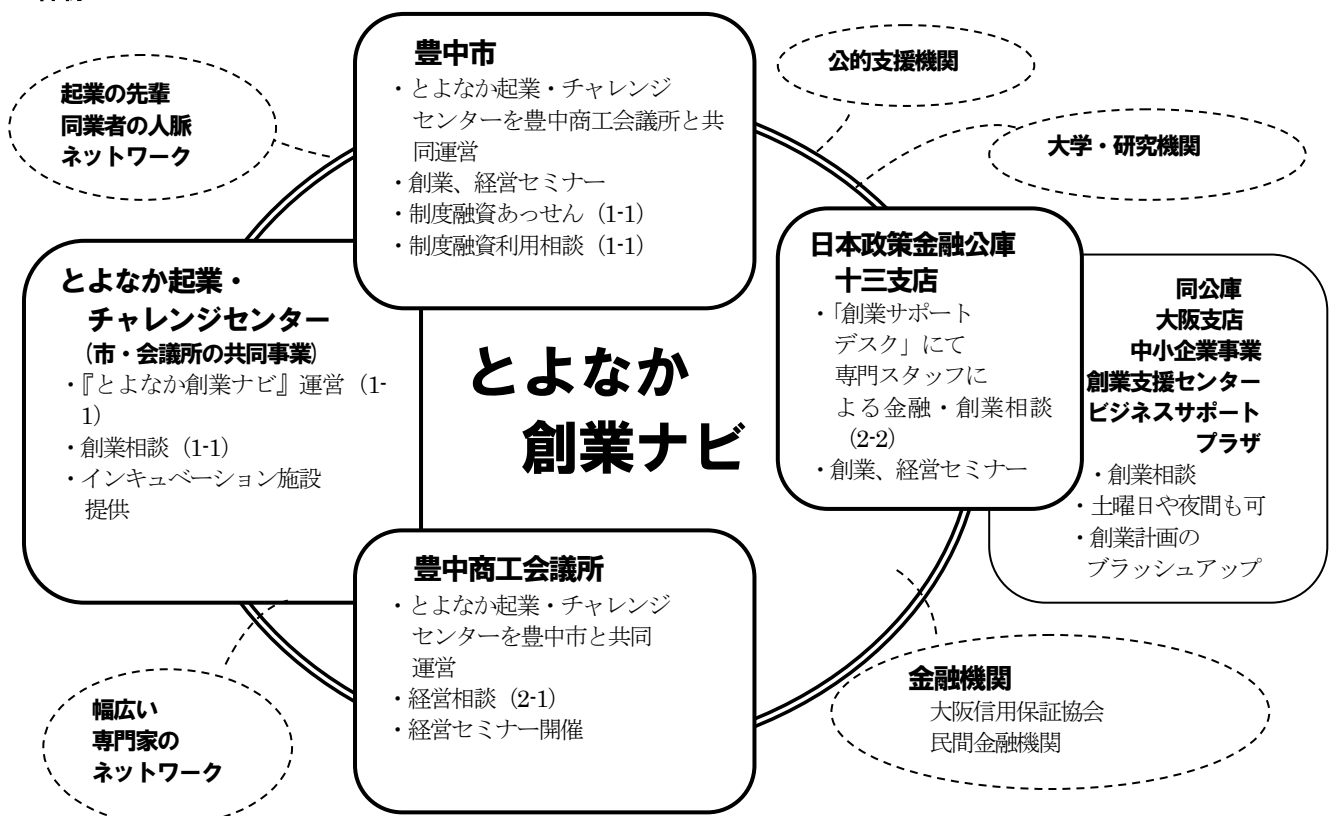 豊中市
・とよなか起業・チャレンジ
センターを豊中商工会議所と共
同運営
・創業、経営セミナー
・制度融資あっせん（1-1）
・制度融資利用相談（1-1）
公的支援機関
起業の先輩
同業者の人脈
ネットワーク
大学・研究機関
とよなか起業・
チャレンジセンター
（市・会議所の共同事業）
・『とよなか創業ナビ』運営（1-
1）
・創業相談（1-1）
・インキュベーション施設
提供
とよなか
創業ナビ
日本政策金融公庫
十三支店
・「創業サポート
デスク」にて
専門スタッフに
よる金融・創業相談
（2-2）
・創業、経営セミナー
同公庫
大阪支店
中小企業事業
創業支援センター
ビジネスサポート
プラザ
・創業相談
・土曜日や夜間も可
・創業計画の
ブラッシュアップ
豊中商工会議所
・とよなか起業・チャレンジ
センターを豊中市と共同
運営
・経営相談（2-1）
・経営セミナー開催
幅広い
専門家の
ネットワーク
金融機関
大阪信用保証協会
民間金融機関